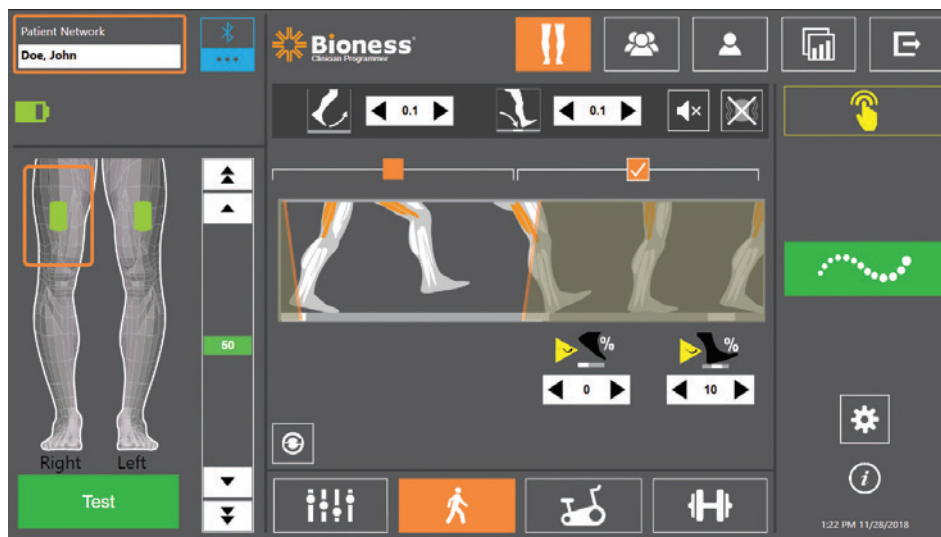 Patient Network
Doe, John
Bioness
Clinician Programmer
0.1
0.1
50
%
%
0
10
Right
Left
Test
i
1:22 PM 11/28/2018